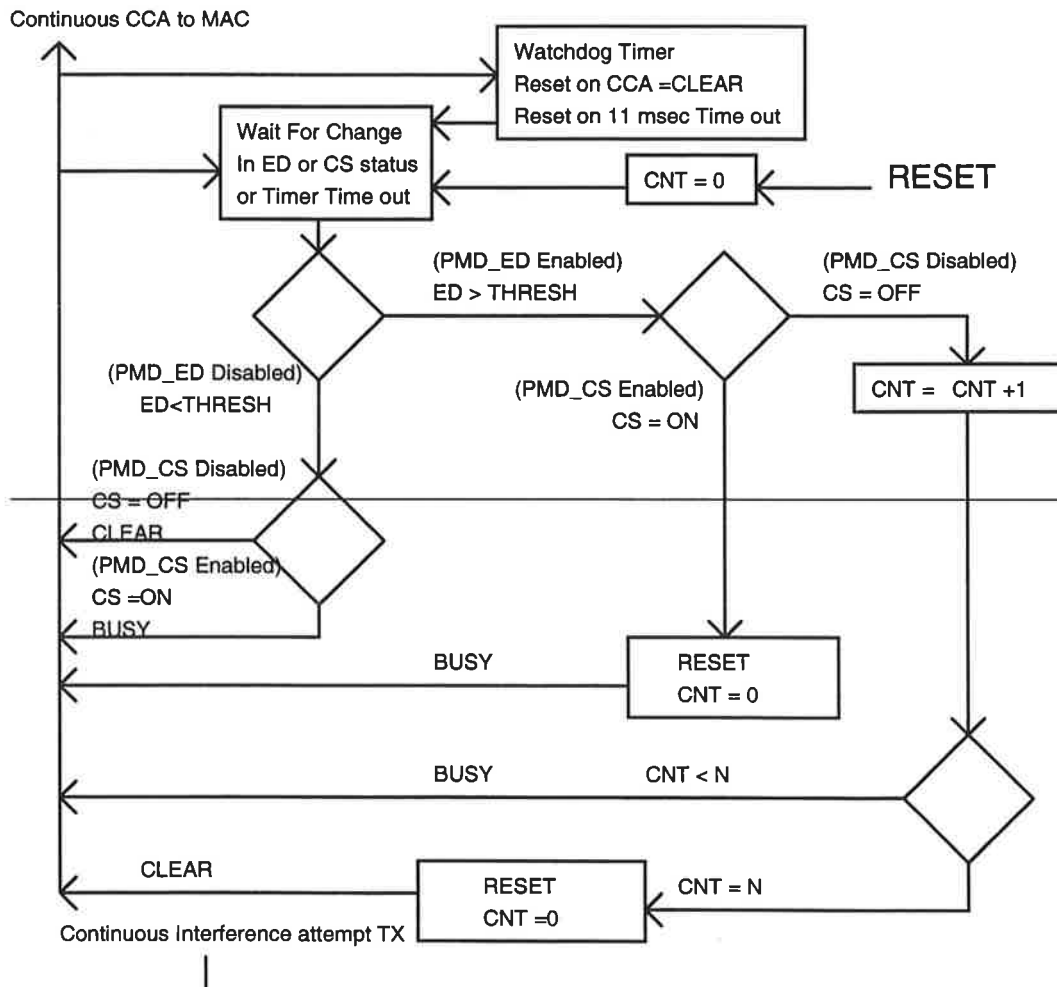 Continuous CCA to MAC
Watchdog Timer
Reset on CCA =CLEAR
Reset on 11 msec Time out
Wait For Change
In ED or CS status
or Timer Time out
CNT = 0
RESET
(PMD_ED Enabled)
ED > THRESH
(PMD_CS Disabled)
CS = OFF
(PMD_ED Disabled)
ED<THRESH
(PMD_CS Enabled)
CS = ON
CNT = CNT +1
(PMD_CS Disabled)
CS = OFF
CLEAR
(PMD_CS Enabled)
CS =ON
BUSY
BUSY
RESET
CNT = 0
BUSY
CNT < N
CLEAR
RESET
CNT =0
CNT = N
Continuous Interference attempt TX